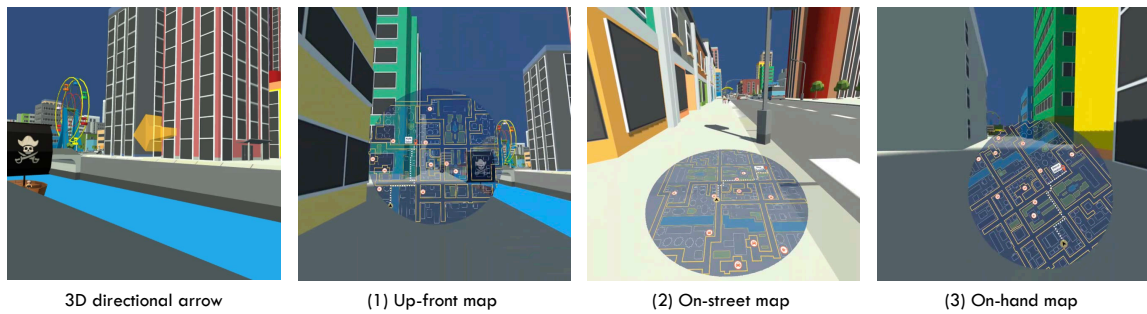 3D directional arrow
(1) Up-front map
(2) On-street map
(3) On-hand map